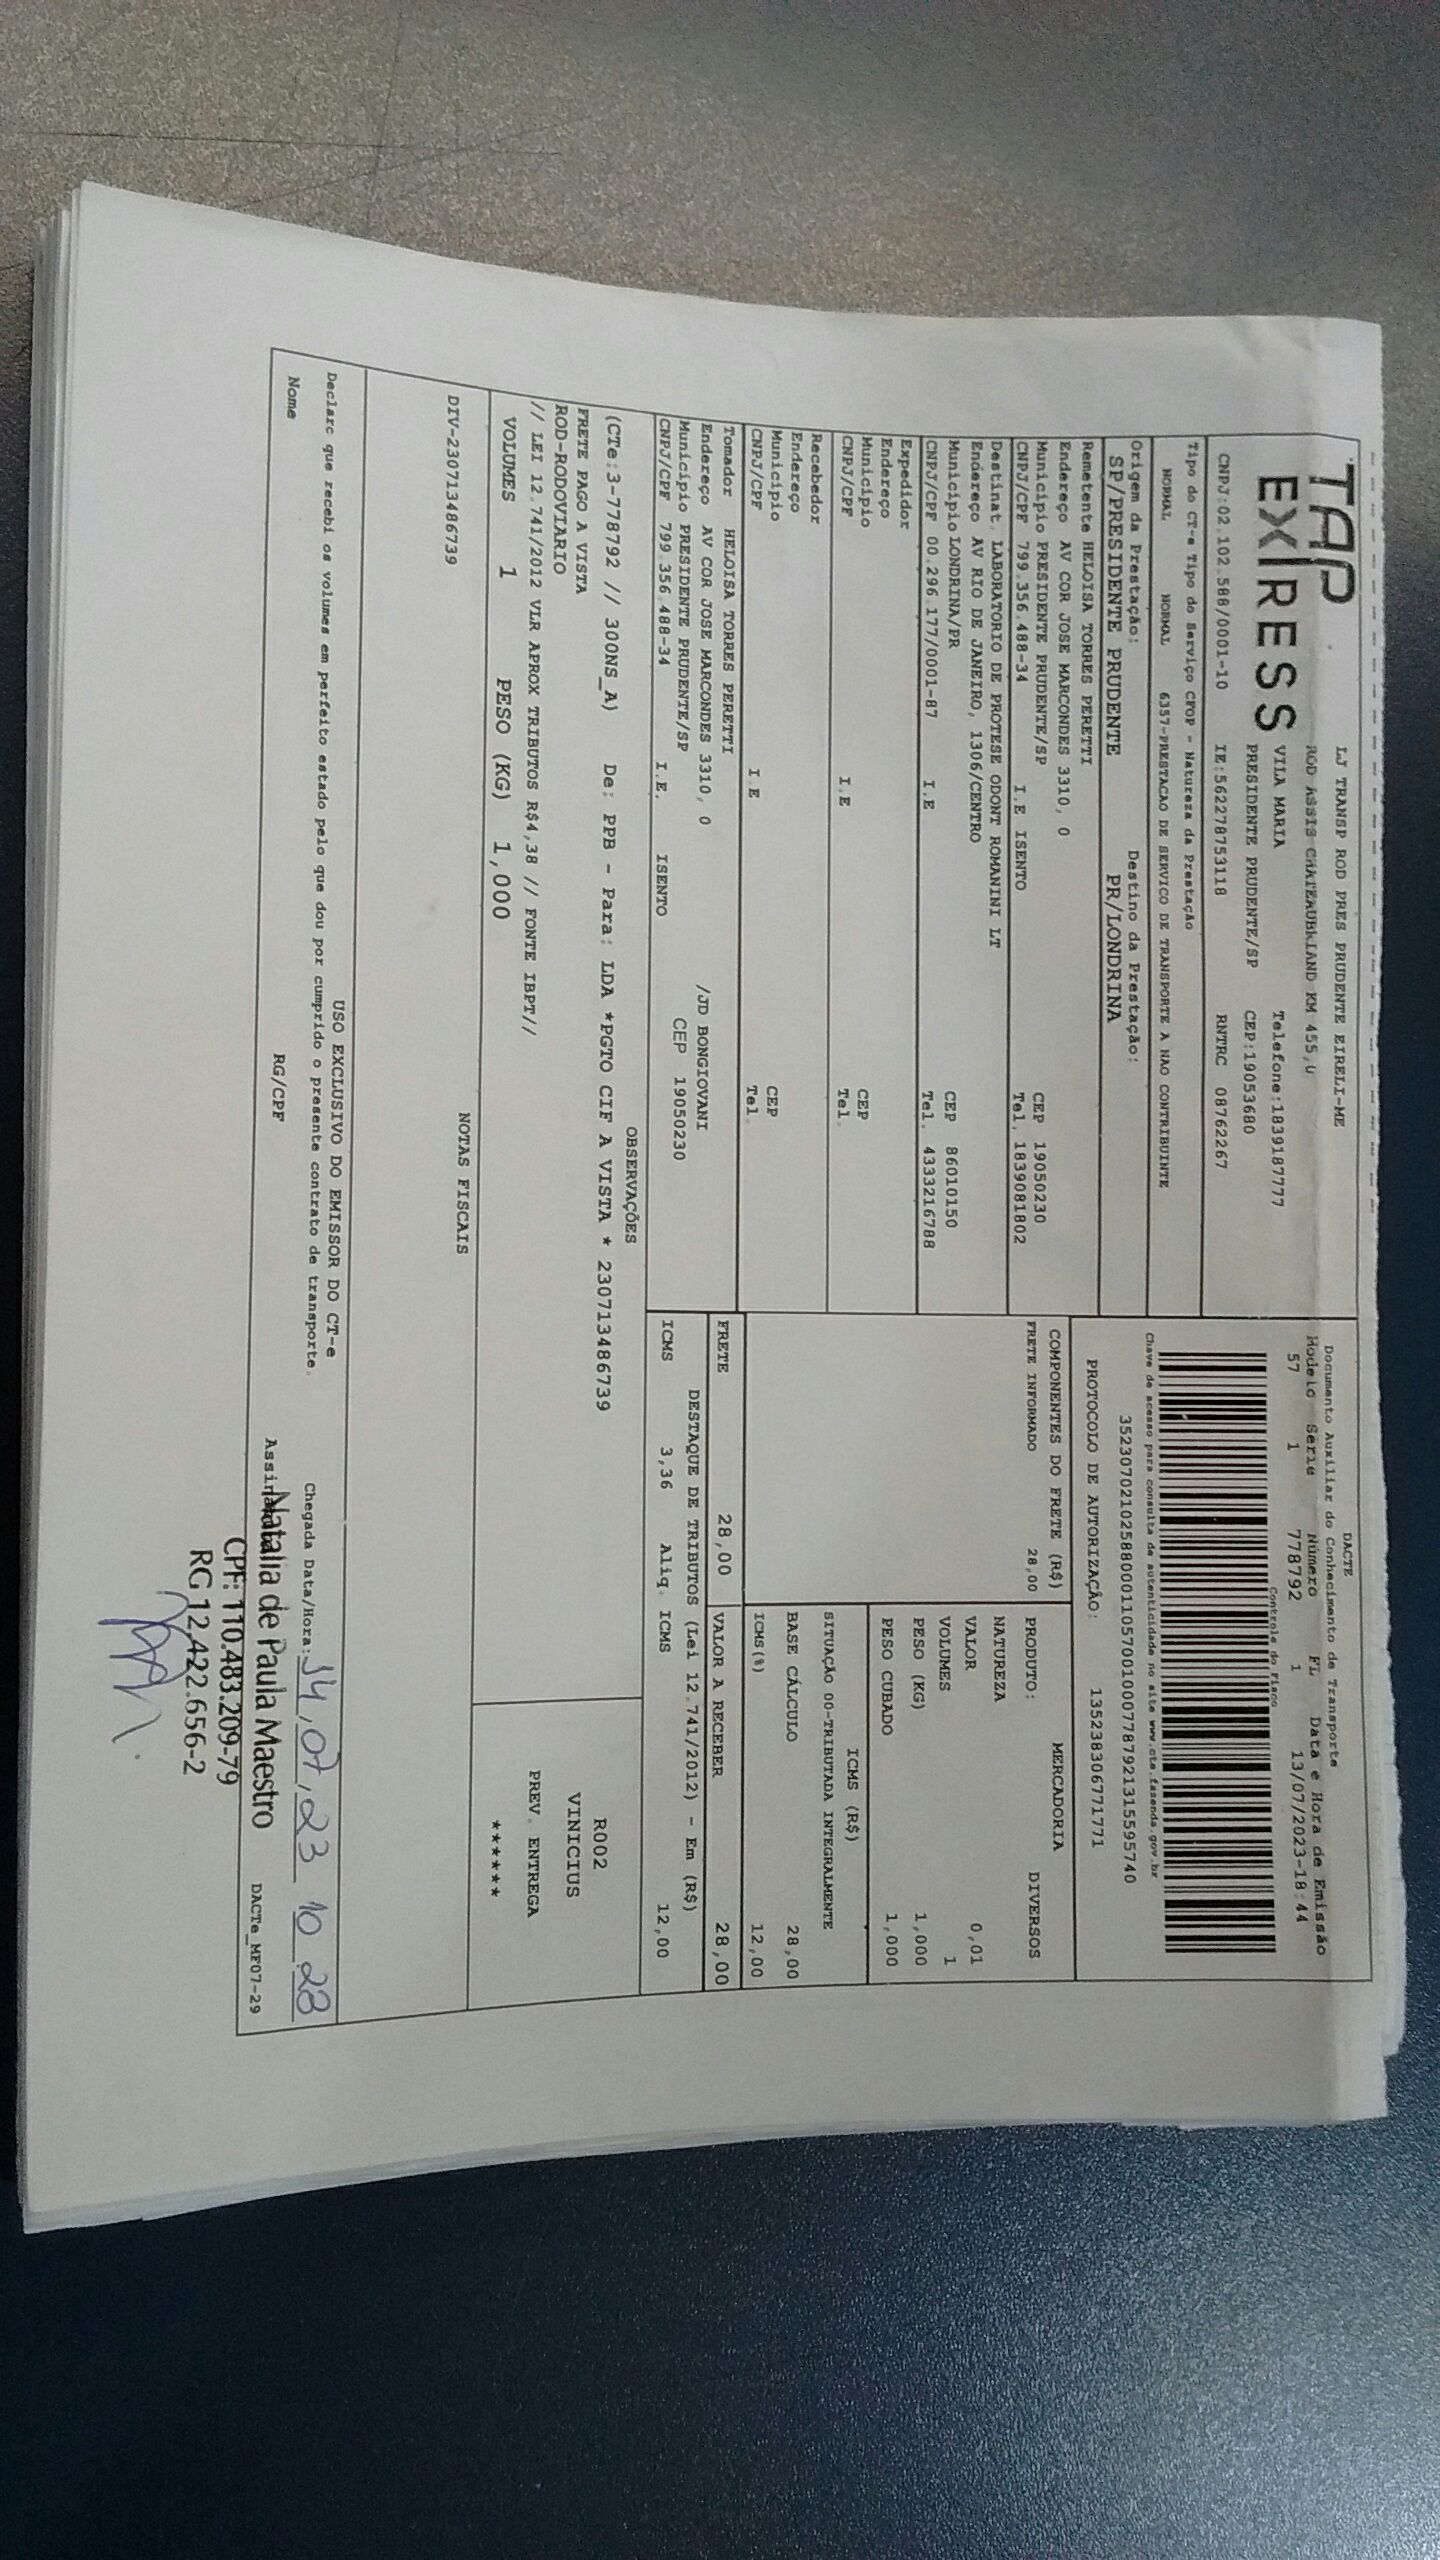 TAP
EXPRESS
LJ TRANSP ROD PRES PRUDENTE EIRELI-ME
ROD ASSIS CHATEAUBRIAND KM 455,0
VILA MARIA Telefone:1839187777
PRESIDENTE PRUDENTE/SP CEP:19053680
CNPJ:02.102.588/0001-10 IE:562278753118 RNTRC 08762267
DACTE
Documento Auxiliar do Conhecimento de Transporte
Modelo Serie Número FL Data e Hora de Emissão
57 1 778792 1 13/07/2023-18:44
Controle do Fisco
Chave de acesso para consulta de autenticidade no site www.cte.fazenda.gov.br
35230702102588000110570010007787921315595740
PROTOCOLO DE AUTORIZAÇÃO: 135238306771771
Tipo do CT-e Tipo do Serviço CFOP - Natureza da Prestação
NORMAL NORMAL 6357-PRESTACAO DE SERVICO DE TRANSPORTE A NAO CONTRIBUINTE
Origem da Prestação: Destino da Prestação:
SP/PRESIDENTE PRUDENTE PR/LONDRINA
Remetente HELOISA TORRES PERETTI
Endereço AV COR JOSE MARCONDES 3310, 0
Município PRESIDENTE PRUDENTE/SP CEP 19050230
CNPJ/CPF 799.356.488-34 I.E ISENTO Tel. 1839081802
Destinat. LABORATORIO DE PROTESE ODONT ROMANINI LT
Endereço AV RIO DE JANEIRO, 1306/CENTRO
Município LONDRINA/PR CEP 86010150
CNPJ/CPF 00.296.177/0001-87 I.E Tel. 4333216788
Expedidor
Endereço
Município CEP
CNPJ/CPF I.E Tel.
Recebedor
Endereço
Município CEP
CNPJ/CPF I.E Tel.
Tomador HELOISA TORRES PERETTI
Endereço AV COR JOSE MARCONDES 3310, 0 /JD BONGIOVANI
Município PRESIDENTE PRUDENTE/SP CEP 19050230
CNPJ/CPF 799.356.488-34 I.E. ISENTO
COMPONENTES DO FRETE (R$)
FRETE INFORMADO 28,00
MERCADORIA
PRODUTO: DIVERSOS
NATUREZA
VALOR 0,01
VOLUMES 1
PESO (KG) 1,000
PESO CUBADO 1,000
ICMS (R$)
SITUAÇÃO 00-TRIBUTADA INTEGRALMENTE
BASE CÁLCULO 28,00
ICMS(%) 12,00
FRETE 28,00 VALOR A RECEBER 28,00
DESTAQUE DE TRIBUTOS (Lei 12.741/2012) - Em (R$)
ICMS 3,36 Aliq. ICMS 12,00
OBSERVAÇÕES
(CTe:3-778792 // 300NS_A) De: PPB - Para: LDA *PGTO CIF A VISTA * 230713486739
FRETE PAGO A VISTA
ROD-RODOVIARIO
// LEI 12.741/2012 VLR APROX TRIBUTOS R$4,38 // FONTE IBPT//
VOLUMES 1 PESO (KG) 1,000
R002
VINICIUS
PREV. ENTREGA
******
NOTAS FISCAIS
DIV-230713486739
USO EXCLUSIVO DO EMISSOR DO CT-e
Declaro que recebi os volumes em perfeito estado pelo que dou por cumprido o presente contrato de transporte.
Chegada Data/Hora: 14,07,23 10 28
Nome RG/CPF Assinatura
DACTe_MF07-29
Natalia de Paula Maestro
CPF: 110.483.209-79
RG 12.422.656-2